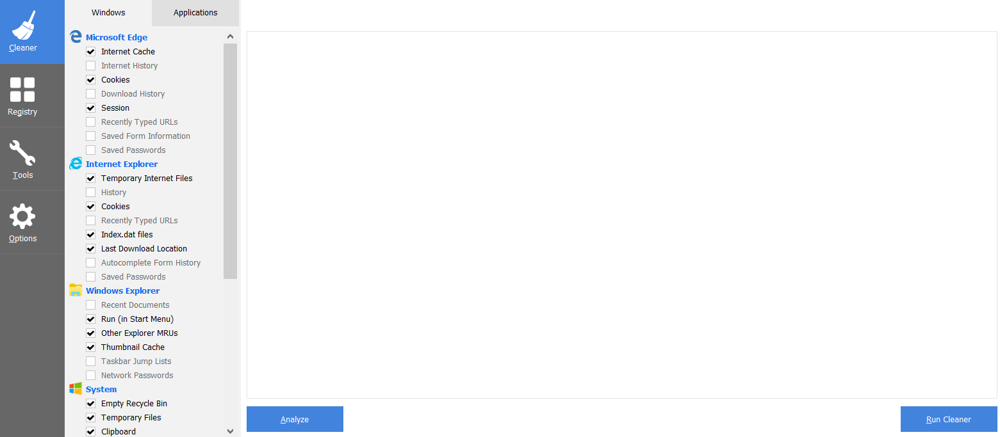 Windows
Applications
Cleaner
Registry
Tools
Options
Microsoft Edge
Internet Cache
Internet History
Cookies
Download History
Session
Recently Typed URLs
Saved Form Information
Saved Passwords
Internet Explorer
Temporary Internet Files
History
Cookies
Recently Typed URLs
Index.dat files
Last Download Location
Autocomplete Form History
Saved Passwords
Windows Explorer
Recent Documents
Run (in Start Menu)
Other Explorer MRUs
Thumbnail Cache
Taskbar Jump Lists
Network Passwords
System
Empty Recycle Bin
Temporary Files
Clipboard
Analyze
Run Cleaner